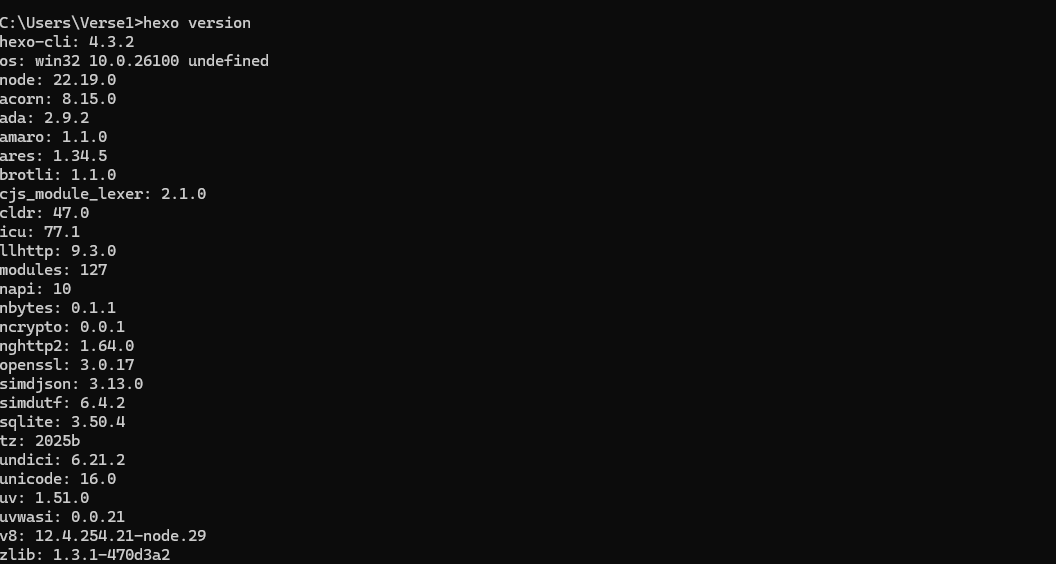 C:\Users\Verse1>hexo version
hexo-cli: 4.3.2
os: win32 10.0.26100 undefined
node: 22.19.0
acorn: 8.15.0
ada: 2.9.2
amaro: 1.1.0
ares: 1.34.5
brotli: 1.1.0
cjs_module_lexer: 2.1.0
cldr: 47.0
icu: 77.1
llhttp: 9.3.0
modules: 127
napi: 10
nbytes: 0.1.1
ncrypto: 0.0.1
nghttp2: 1.64.0
openssl: 3.0.17
simdjson: 3.13.0
simdutf: 6.4.2
sqlite: 3.50.4
tz: 2025b
undici: 6.21.2
unicode: 16.0
uv: 1.51.0
uvwasi: 0.0.21
v8: 12.4.254.21-node.29
zlib: 1.3.1-470d3a2